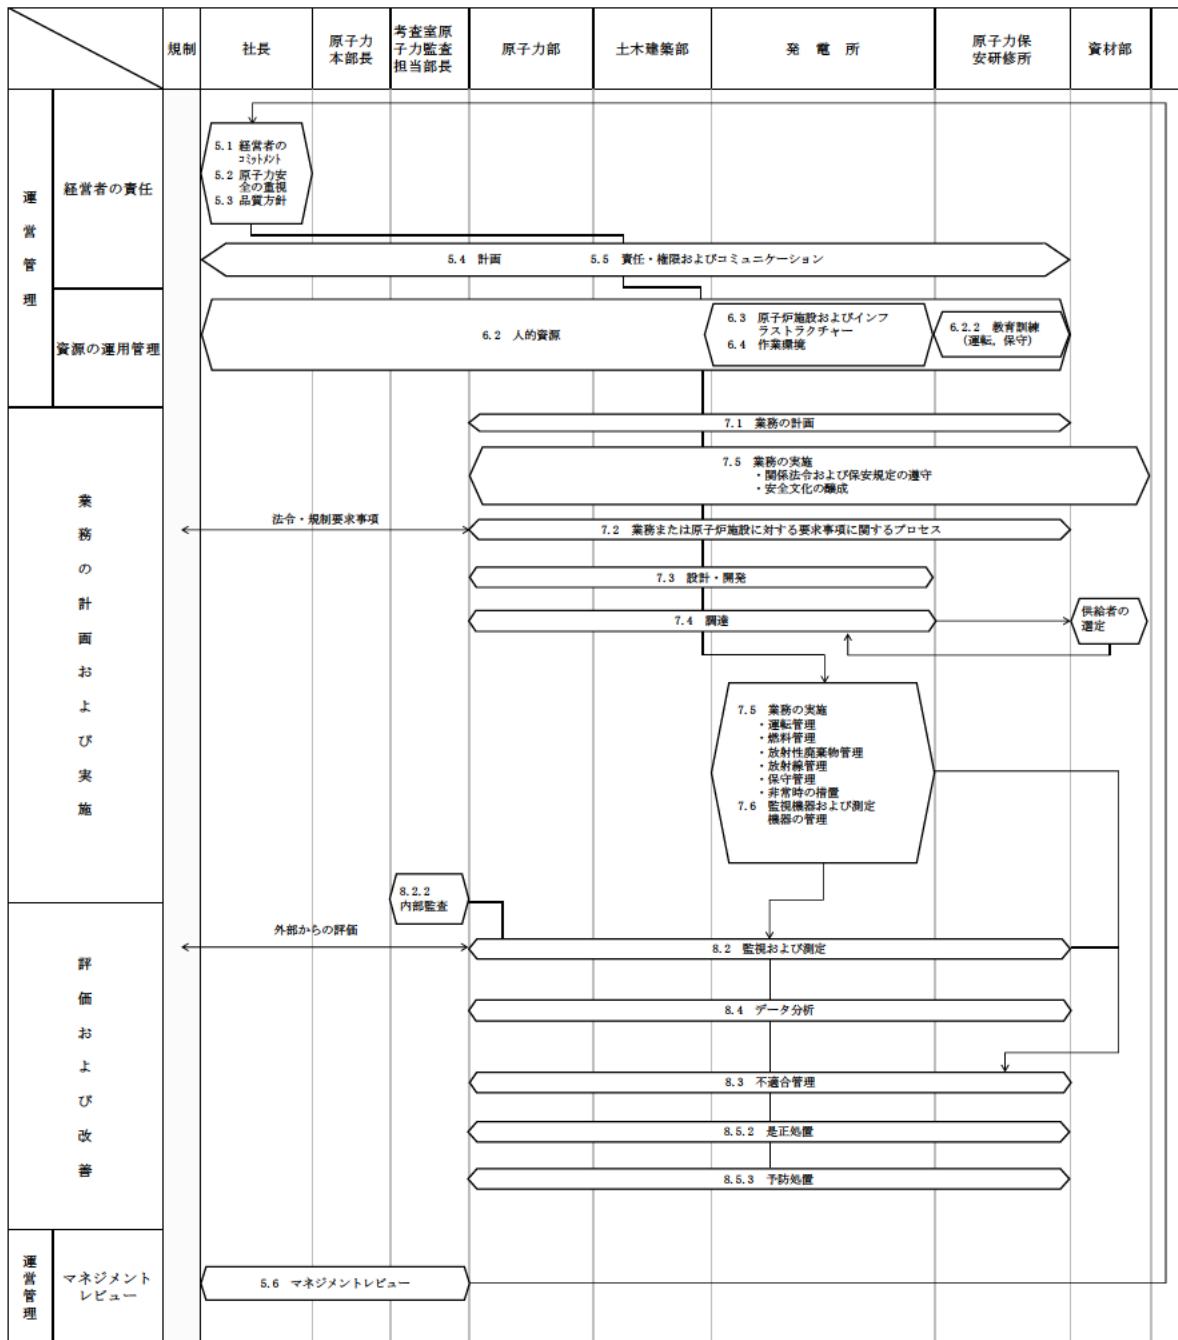 規制
社長
原子力
本部長
考査室原
子力監査
担当部長
原子力部
土木建築部
発　電　所
原子力保
安研修所
資材部
運営管理
経営者の責任
5.1 経営者の
コミットメント
5.2 原子力安
全の重視
5.3 品質方針
5.4 計画
5.5 責任・権限およびコミュニケーション
資源の運用管理
6.2 人的資源
6.3 原子炉施設およびインフ
ラストラクチャー
6.4 作業環境
6.2.2 教育訓練
(運転，保守)
業務の計画および実施
7.1 業務の計画
7.5 業務の実施
・関係法令および保安規定の遵守
・安全文化の醸成
法令・規制要求事項
7.2 業務または原子炉施設に対する要求事項に関するプロセス
7.3 設計・開発
7.4 調達
供給者の
選定
7.5 業務の実施
・運転管理
・燃料管理
・放射性廃棄物管理
・放射線管理
・保守管理
・非常時の措置
7.6 監視機器および測定
機器の管理
8.2.2
内部監査
評価および改善
外部からの評価
8.2 監視および測定
8.4 データ分析
8.3 不適合管理
8.5.2 是正処置
8.5.3 予防処置
運営管理
マネジメント
レビュー
5.6 マネジメントレビュー